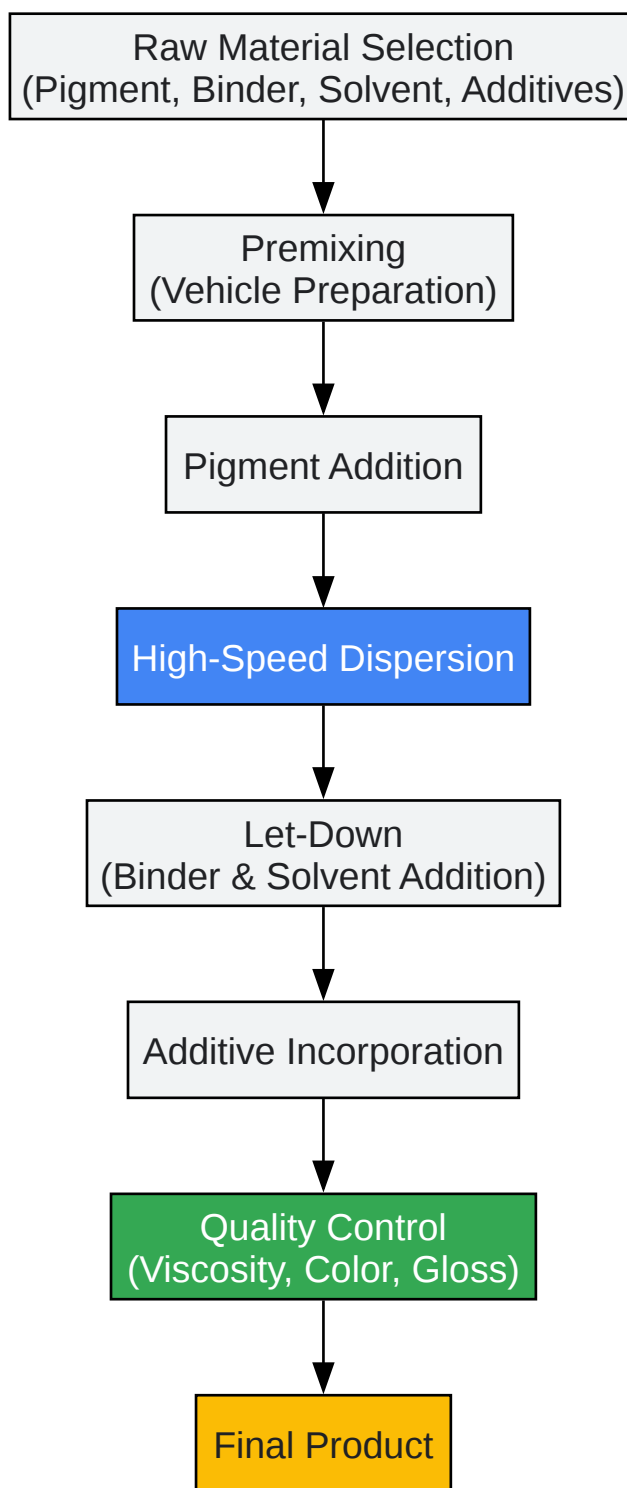 Raw Material Selection
(Pigment, Binder, Solvent, Additives)
Premixing
(Vehicle Preparation)
Pigment Addition
High-Speed Dispersion
Let-Down
(Binder & Solvent Addition)
Additive Incorporation
Quality Control
(Viscosity, Color, Gloss)
Final Product